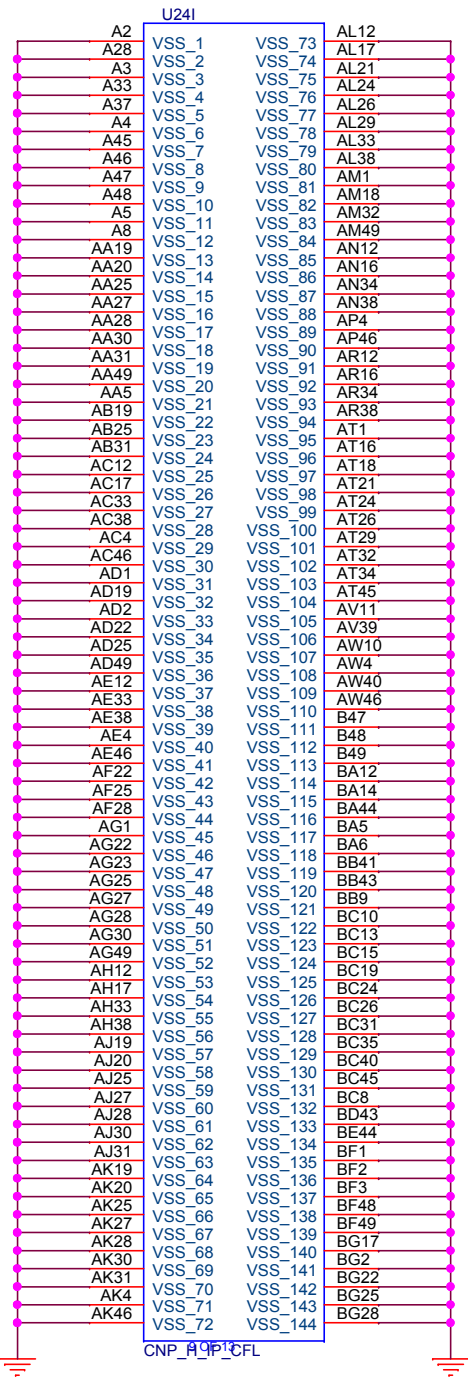 U24I
A2 VSS_1 VSS_73 AL12
A28 VSS_2 VSS_74 AL17
A3 VSS_3 VSS_75 AL21
A33 VSS_4 VSS_76 AL24
A37 VSS_5 VSS_77 AL26
A4 VSS_6 VSS_78 AL29
A45 VSS_7 VSS_79 AL33
A46 VSS_8 VSS_80 AL38
A47 VSS_9 VSS_81 AM1
A48 VSS_10 VSS_82 AM18
A5 VSS_11 VSS_83 AM32
A8 VSS_12 VSS_84 AM49
AA19 VSS_13 VSS_85 AN12
AA20 VSS_14 VSS_86 AN16
AA25 VSS_15 VSS_87 AN34
AA27 VSS_16 VSS_88 AN38
AA28 VSS_17 VSS_89 AP4
AA30 VSS_18 VSS_90 AP46
AA31 VSS_19 VSS_91 AR12
AA49 VSS_20 VSS_92 AR16
AA5 VSS_21 VSS_93 AR34
AB19 VSS_22 VSS_94 AR38
AB25 VSS_23 VSS_95 AT1
AB31 VSS_24 VSS_96 AT16
AC12 VSS_25 VSS_97 AT18
AC17 VSS_26 VSS_98 AT21
AC33 VSS_27 VSS_99 AT24
AC38 VSS_28 VSS_100 AT26
AC4 VSS_29 VSS_101 AT29
AC46 VSS_30 VSS_102 AT32
AD1 VSS_31 VSS_103 AT34
AD19 VSS_32 VSS_104 AT45
AD2 VSS_33 VSS_105 AV11
AD22 VSS_34 VSS_106 AV39
AD25 VSS_35 VSS_107 AW10
AD49 VSS_36 VSS_108 AW4
AE12 VSS_37 VSS_109 AW40
AE33 VSS_38 VSS_110 AW46
AE38 VSS_39 VSS_111 B47
AE4 VSS_40 VSS_112 B48
AE46 VSS_41 VSS_113 B49
AF22 VSS_42 VSS_114 BA12
AF25 VSS_43 VSS_115 BA14
AF28 VSS_44 VSS_116 BA44
AG1 VSS_45 VSS_117 BA5
AG22 VSS_46 VSS_118 BA6
AG23 VSS_47 VSS_119 BB41
AG25 VSS_48 VSS_120 BB43
AG27 VSS_49 VSS_121 BB9
AG28 VSS_50 VSS_122 BC10
AG30 VSS_51 VSS_123 BC13
AG49 VSS_52 VSS_124 BC15
AH12 VSS_53 VSS_125 BC19
AH17 VSS_54 VSS_126 BC24
AH33 VSS_55 VSS_127 BC26
AH38 VSS_56 VSS_128 BC31
AJ19 VSS_57 VSS_129 BC35
AJ20 VSS_58 VSS_130 BC40
AJ25 VSS_59 VSS_131 BC45
AJ27 VSS_60 VSS_132 BC8
AJ28 VSS_61 VSS_133 BD43
AJ30 VSS_62 VSS_134 BE44
AJ31 VSS_63 VSS_135 BF1
AK19 VSS_64 VSS_136 BF2
AK20 VSS_65 VSS_137 BF3
AK25 VSS_66 VSS_138 BF48
AK27 VSS_67 VSS_139 BF49
AK28 VSS_68 VSS_140 BG17
AK30 VSS_69 VSS_141 BG2
AK31 VSS_70 VSS_142 BG22
AK4 VSS_71 VSS_143 BG25
AK46 VSS_72 VSS_144 BG28
9 OF 13
CNP_H_IP_CFL